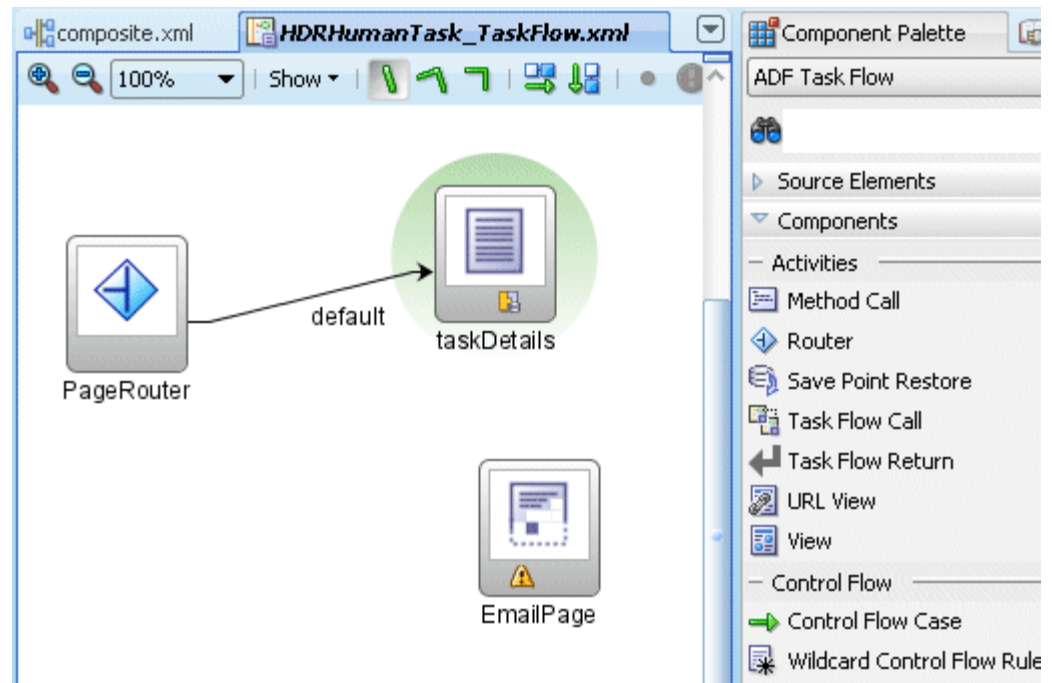 composite.xml
HDRHumanTask_TaskFlow.xml
Component Palette
100%
Show
ADF Task Flow
Source Elements
Components
Activities
Method Call
Router
Save Point Restore
Task Flow Call
Task Flow Return
URL View
View
Control Flow
Control Flow Case
Wildcard Control Flow Rule
default
taskDetails
PageRouter
EmailPage